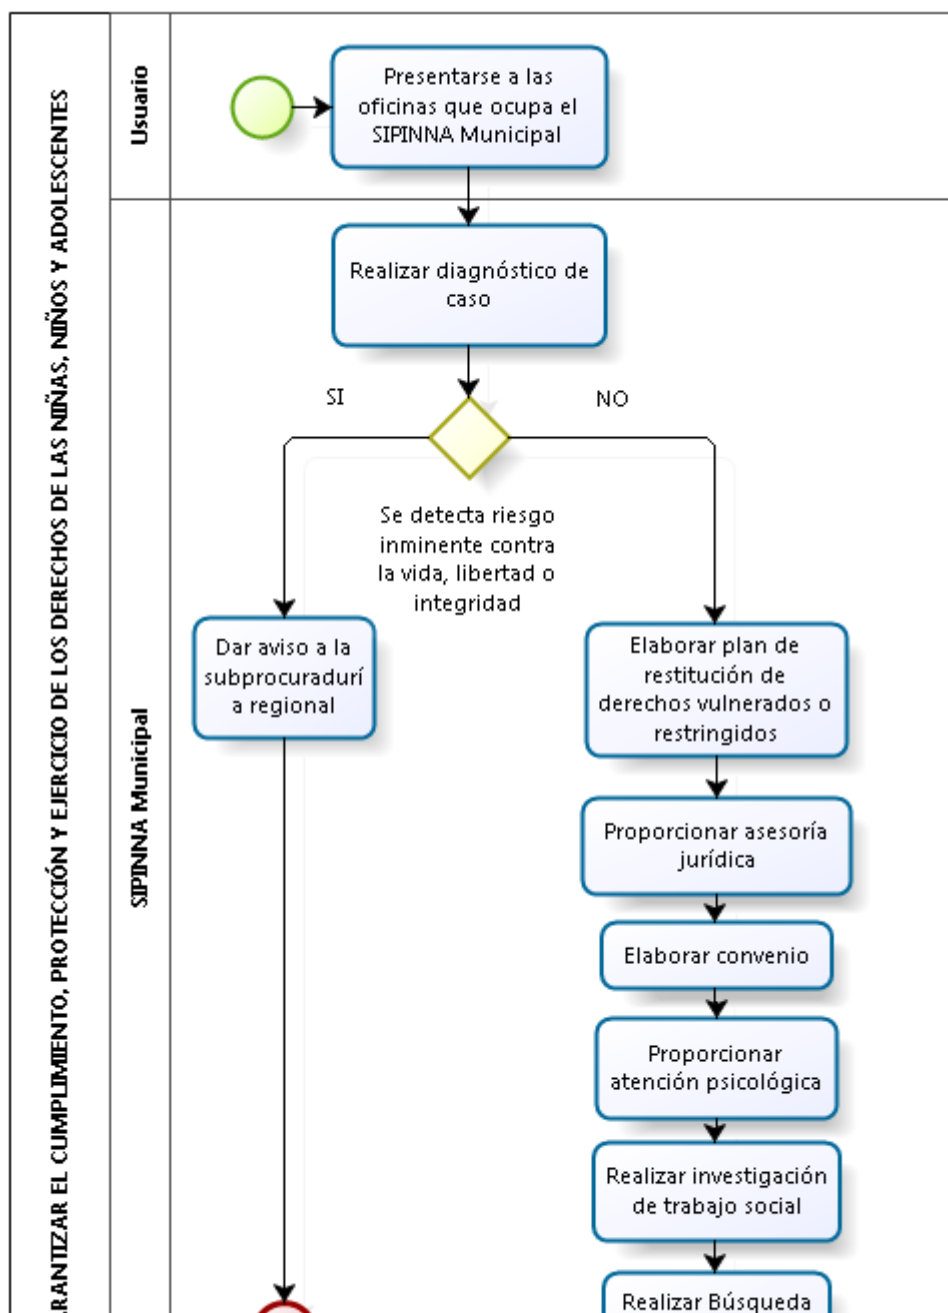 RANTIZAR EL CUMPLIMIENTO, PROTECCIÓN Y EJERCICIO DE LOS DERECHOS DE LAS NIÑAS, NIÑOS Y ADOLESCENTES
Usuario
Presentarse a las
oficinas que ocupa el
SIPINNA Municipal
SIPINNA Municipal
Realizar diagnóstico de
caso
SI
NO
Se detecta riesgo
inminente contra
la vida, libertad o
integridad
Dar aviso a la
subprocuradurí
a regional
Elaborar plan de
restitución de
derechos vulnerados o
restringidos
Proporcionar asesoría
jurídica
Elaborar convenio
Proporcionar
atención psicológica
Realizar investigación
de trabajo social
Realizar Búsqueda